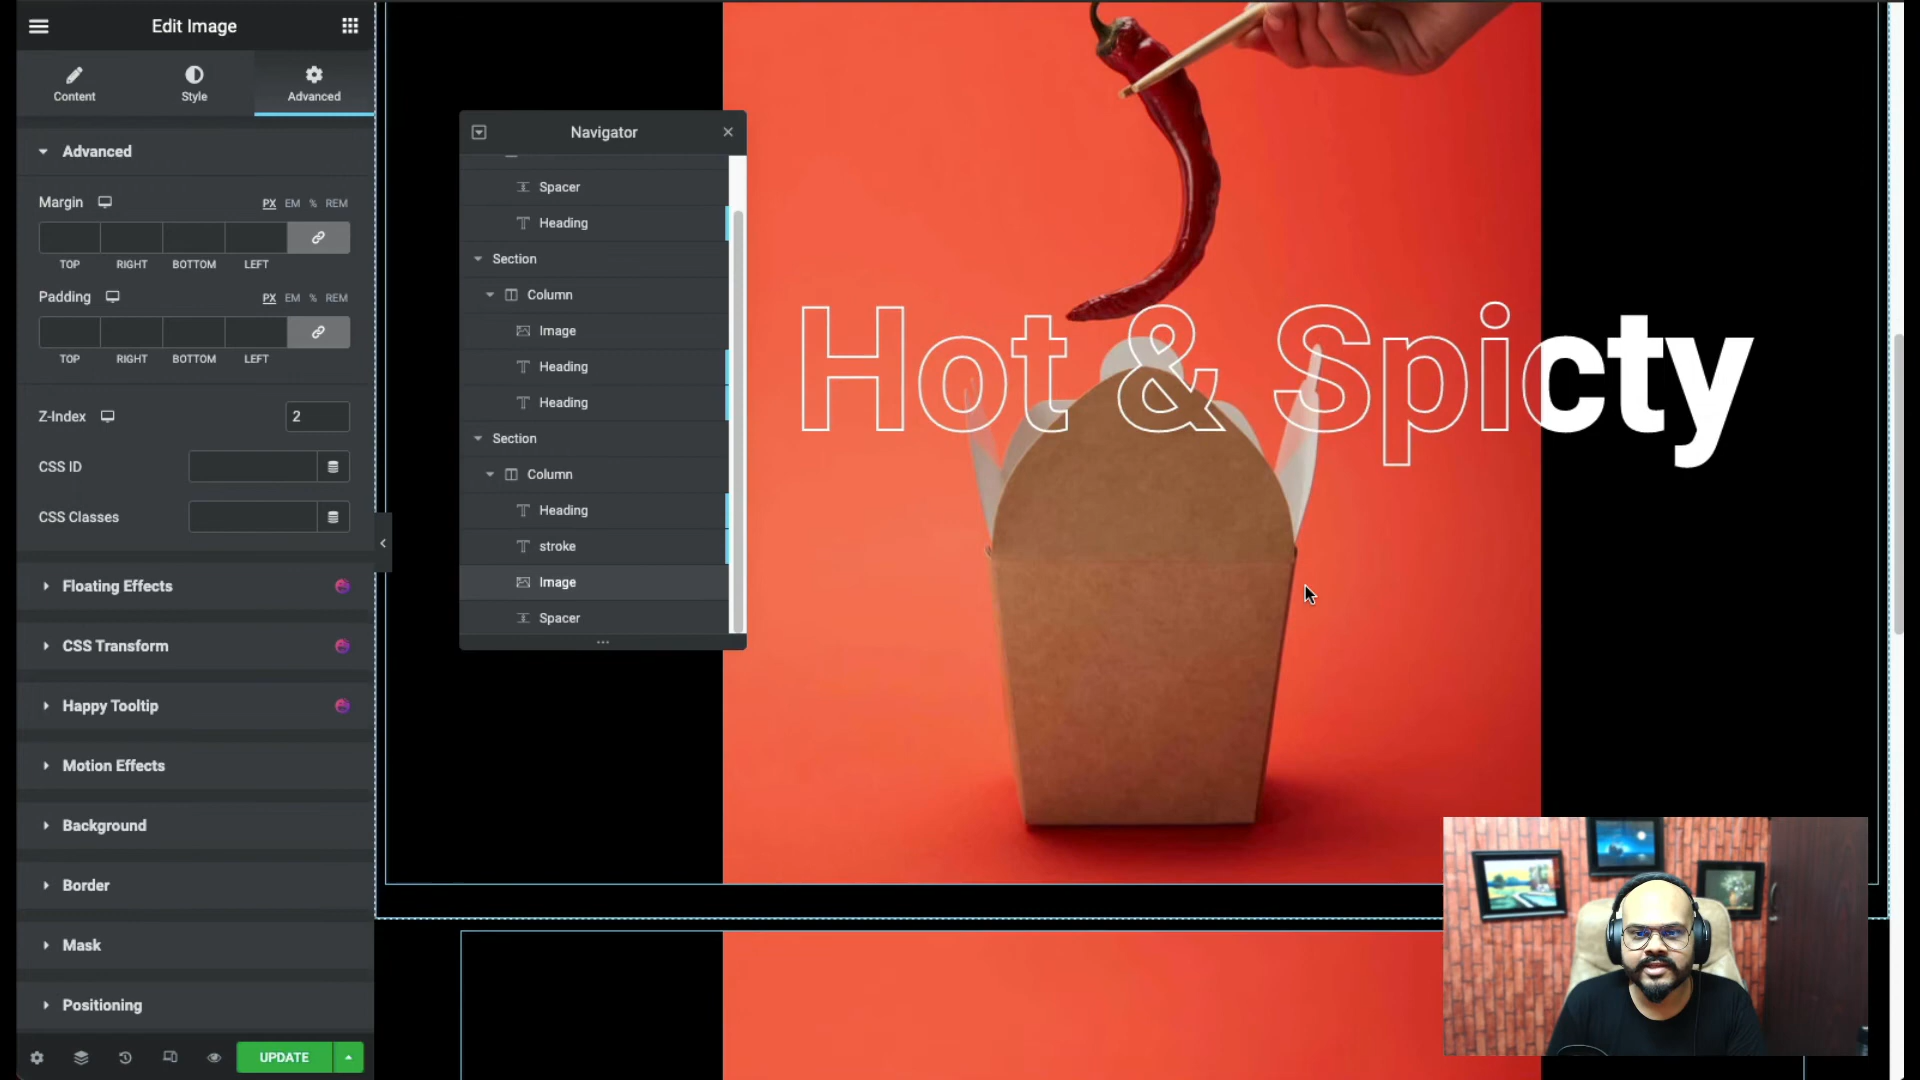 Edit Image
Content
Style
Advanced
Advanced
Margin
PX EM % REM
TOP RIGHT BOTTOM LEFT
Padding
PX EM % REM
TOP RIGHT BOTTOM LEFT
Z-Index
2
CSS ID
CSS Classes
Floating Effects
CSS Transform
Happy Tooltip
Motion Effects
Background
Border
Mask
Positioning
UPDATE
Navigator
Spacer
Heading
Section
Column
Image
Heading
Heading
Section
Column
Heading
stroke
Image
Spacer
Hot & Spicty